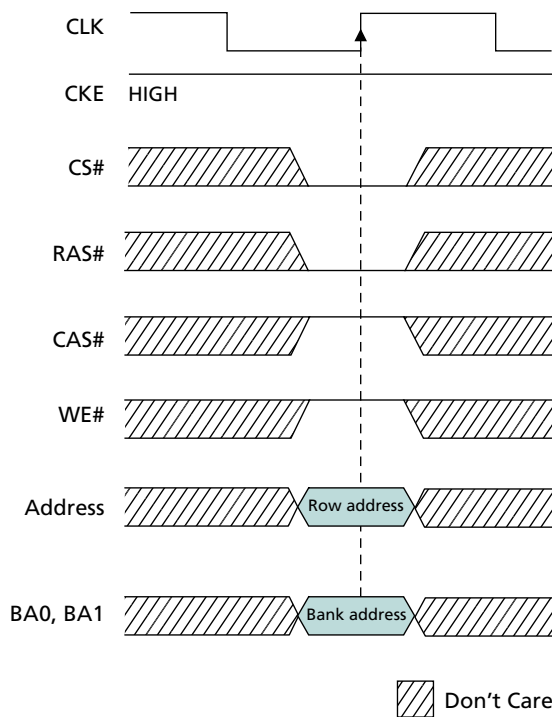 CLK
CKE HIGH
CS#
RAS#
CAS#
WE#
Address Row address
BA0, BA1 Bank address
Don't Care